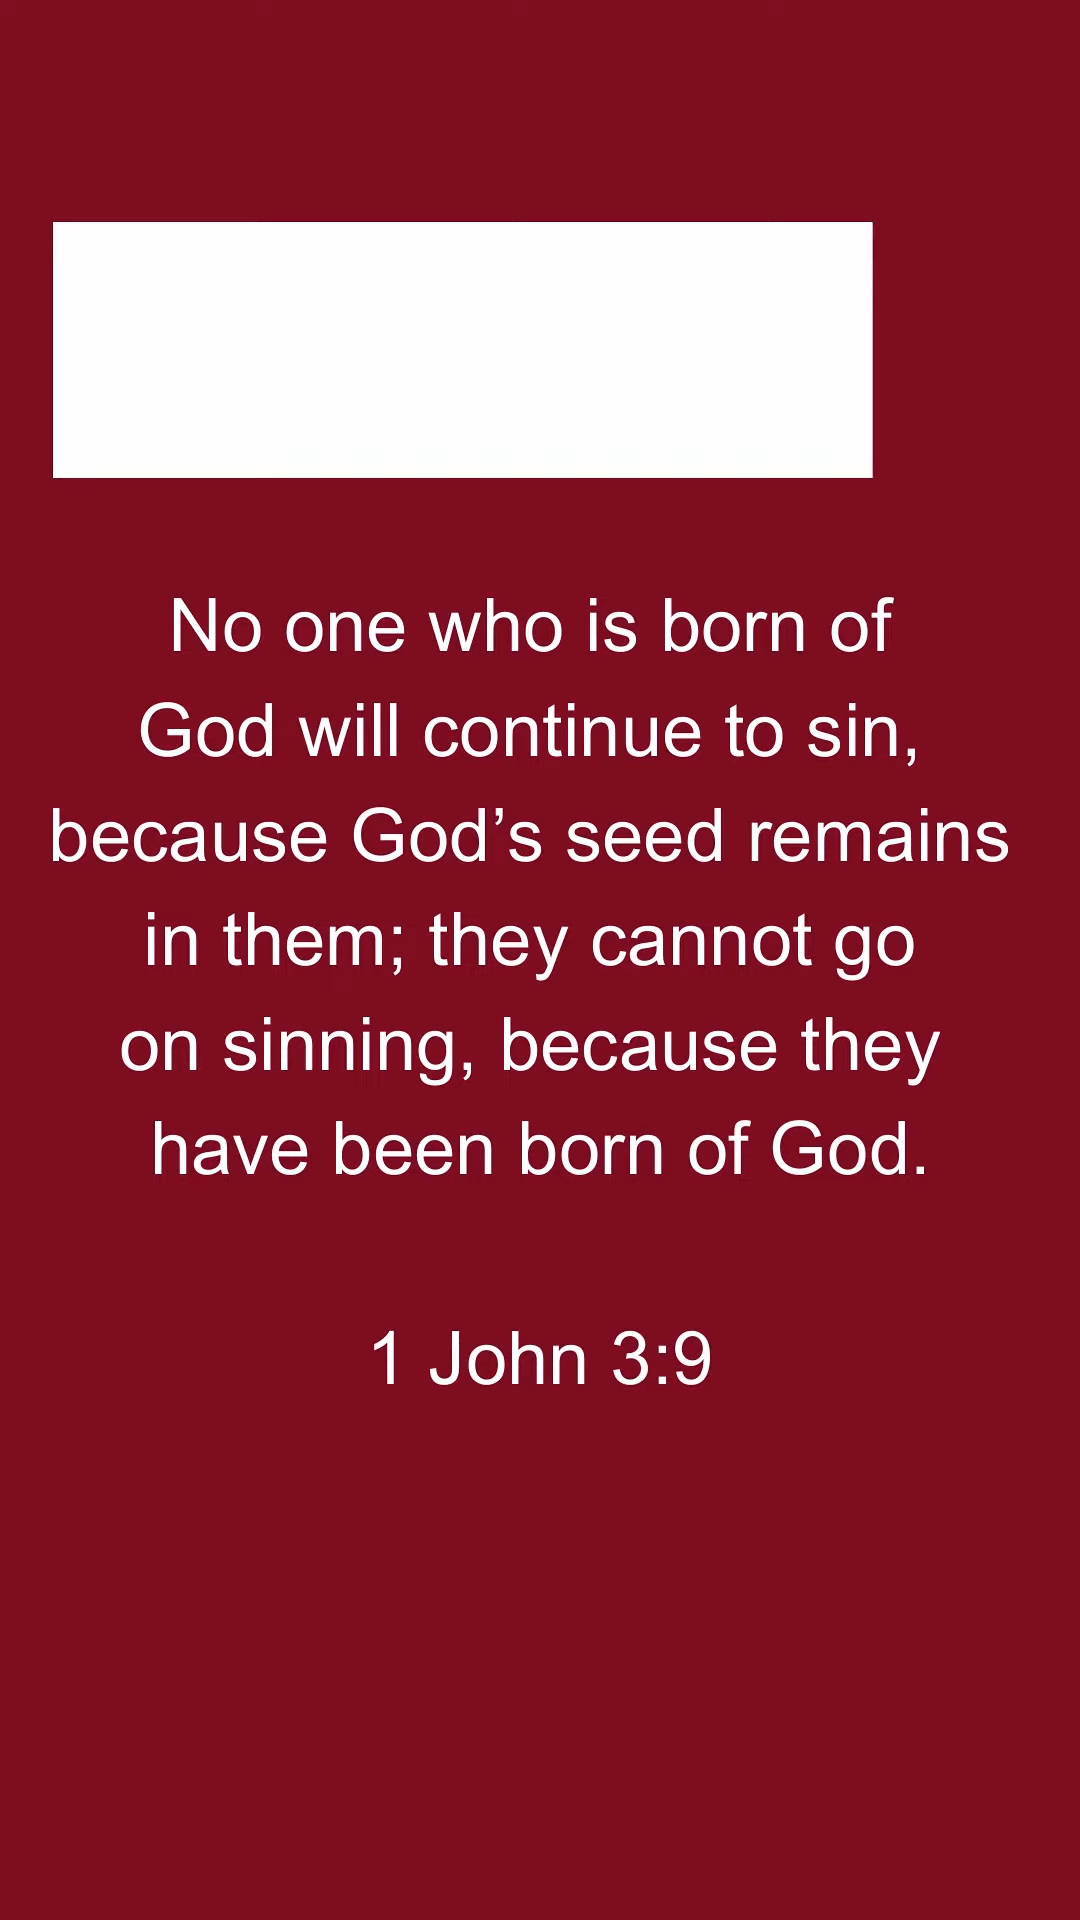 No one who is born of
God will continue to sin,
because God’s seed remains
in them; they cannot go
on sinning, because they
have been born of God.
1 John 3:9